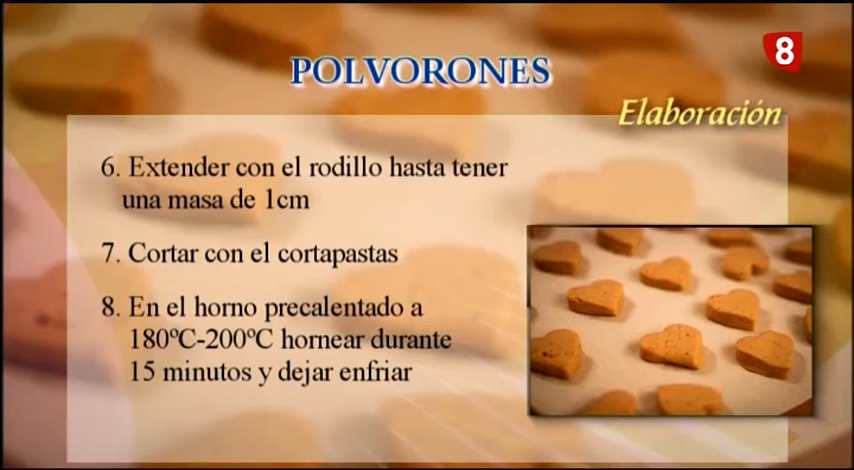 8
POLVORONES
Elaboración
6. Extender con el rodillo hasta tener
una masa de 1cm
7. Cortar con el cortapastas
8. En el horno precalentado a
180ºC-200ºC hornear durante
15 minutos y dejar enfriar